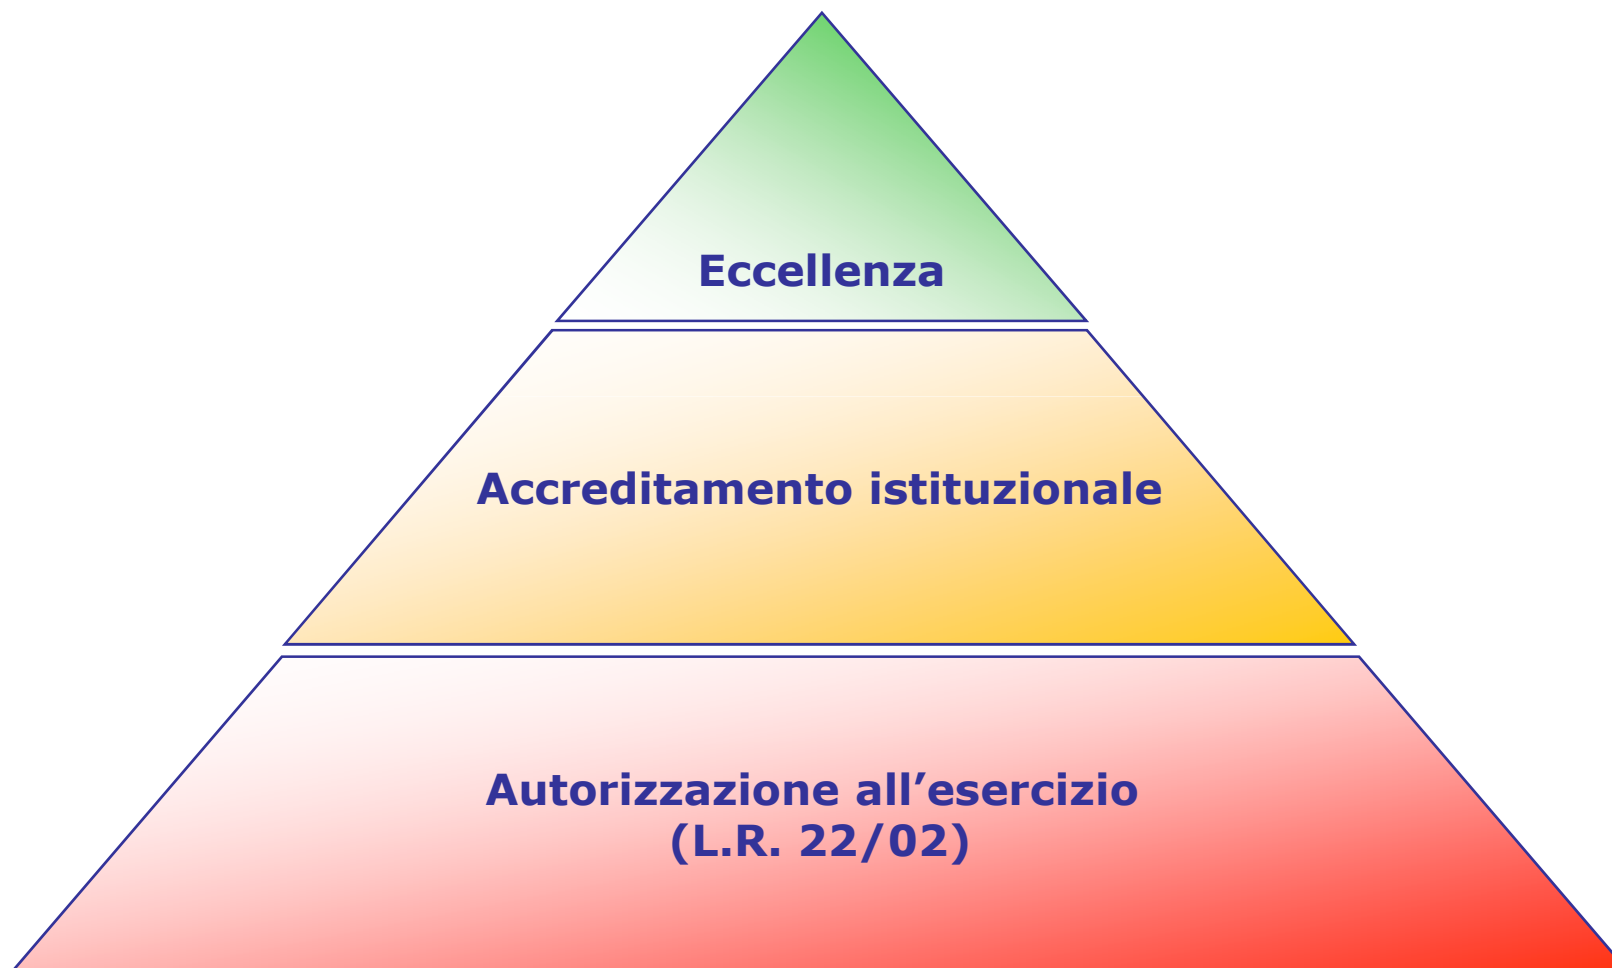 Eccellenza
Accreditamento istituzionale
Autorizzazione all’esercizio
(L.R. 22/02)